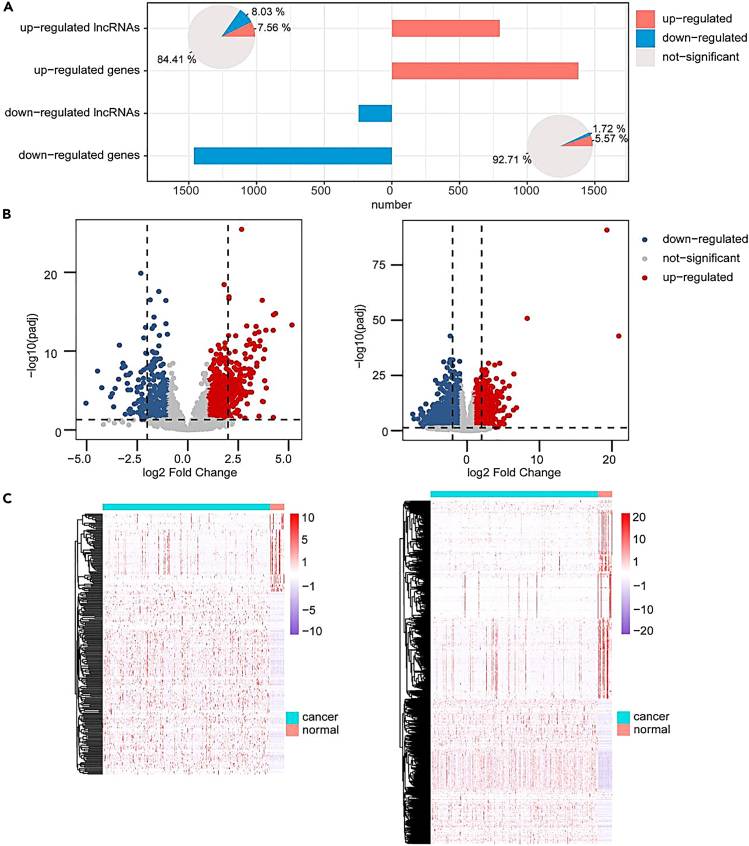 A
up-regulated lncRNAs
up-regulated genes
down-regulated lncRNAs
down-regulated genes
8.03 %
7.56 %
84.41 %
1.72 %
5.57 %
92.71 %
1500 1000 500 0 500 1000 1500
number
up-regulated
down-regulated
not-significant
B
−log10(padj)
20
10
0
−5.0 −2.5 0.0 2.5 5.0
log2 Fold Change
−log10(padj)
75
50
25
0
0 10 20
log2 Fold Change
down-regulated
not-significant
up-regulated
C
10
5
1
−1
−5
−10
cancer
normal
20
10
1
−1
−10
−20
cancer
normal